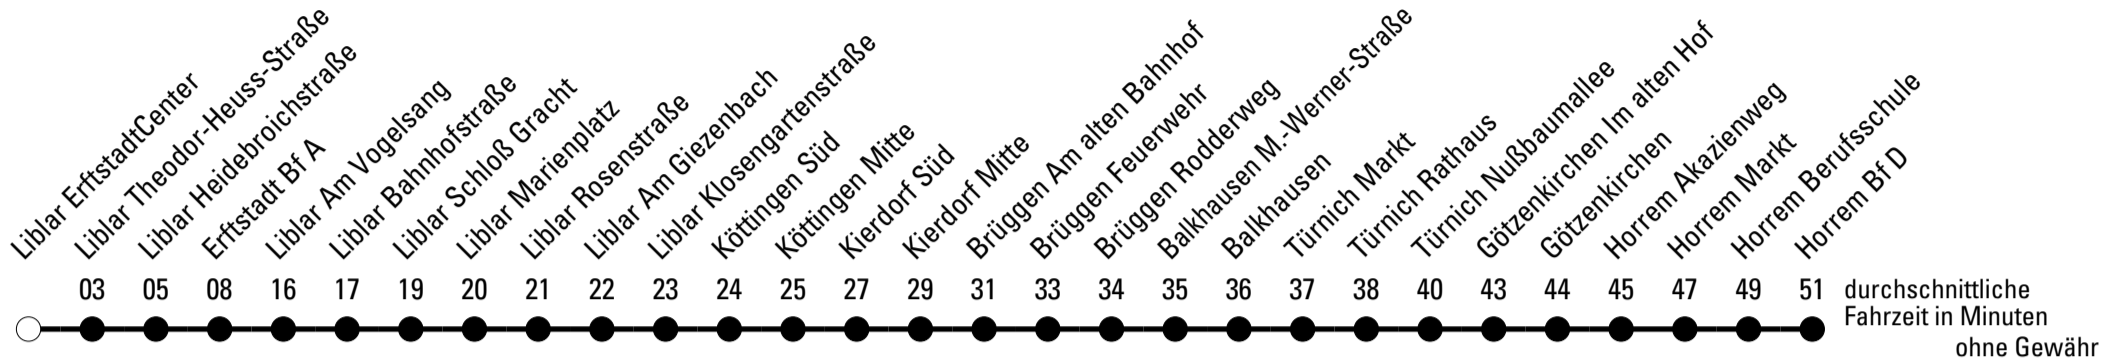 Liblar ErftstadtCenter
Liblar Theodor-Heuss-Straße
Liblar Heidebroichstraße
Erftstadt Bf A
Liblar Am Vogelsang
Liblar Bahnhofstraße
Liblar Schloß Gracht
Liblar Marienplatz
Liblar Rosenstraße
Liblar Am Giezenbach
Liblar Klosengartenstraße
Köttingen Süd
Köttingen Mitte
Kierdorf Süd
Kierdorf Mitte
Brüggen Am alten Bahnhof
Brüggen Feuerwehr
Brüggen Rodderweg
Balkhausen M.-Werner-Straße
Balkhausen
Türnich Markt
Türnich Rathaus
Türnich Nußbaumallee
Götzenkirchen Im alten Hof
Götzenkirchen
Horrem Akazienweg
Horrem Markt
Horrem Berufsschule
Horrem Bf D
03 05 08 16 17 19 20 21 22 23 24 25 27 29 31 33 34 35 36 37 38 40 43 44 45 47 49 51
durchschnittliche
Fahrzeit in Minuten
ohne Gewähr